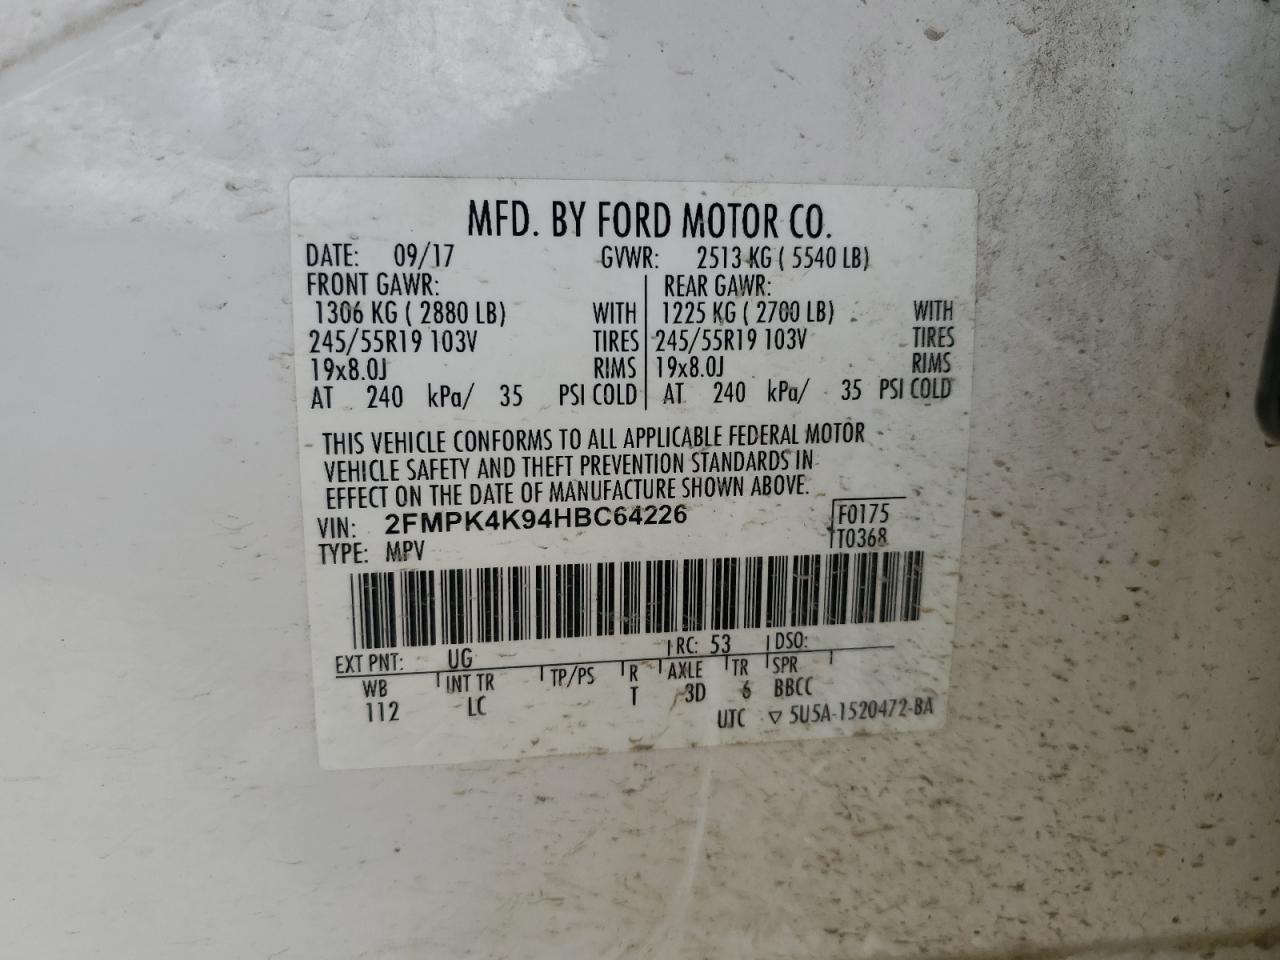 MFD. BY FORD MOTOR CO.
DATE: 09/17 GVWR: 2513 KG ( 5540 LB)
FRONT GAWR: REAR GAWR:
1306 KG ( 2880 LB) WITH 1225 KG ( 2700 LB) WITH
245/55R19 103V TIRES 245/55R19 103V TIRES
19x8.0J RIMS 19x8.0J RIMS
AT 240 kPa/ 35 PSI COLD AT 240 kPa/ 35 PSI COLD
THIS VEHICLE CONFORMS TO ALL APPLICABLE FEDERAL MOTOR
VEHICLE SAFETY AND THEFT PREVENTION STANDARDS IN
EFFECT ON THE DATE OF MANUFACTURE SHOWN ABOVE.
VIN: 2FMPK4K94HBC64226 F0175
TYPE: MPV T0368
EXT PNT: UG RC: 53 DSO:
WB INT TR TP/PS R AXLE TR SPR
112 LC T 3D 6 BBCC
UTC ▽ 5U5A-1520472-BA